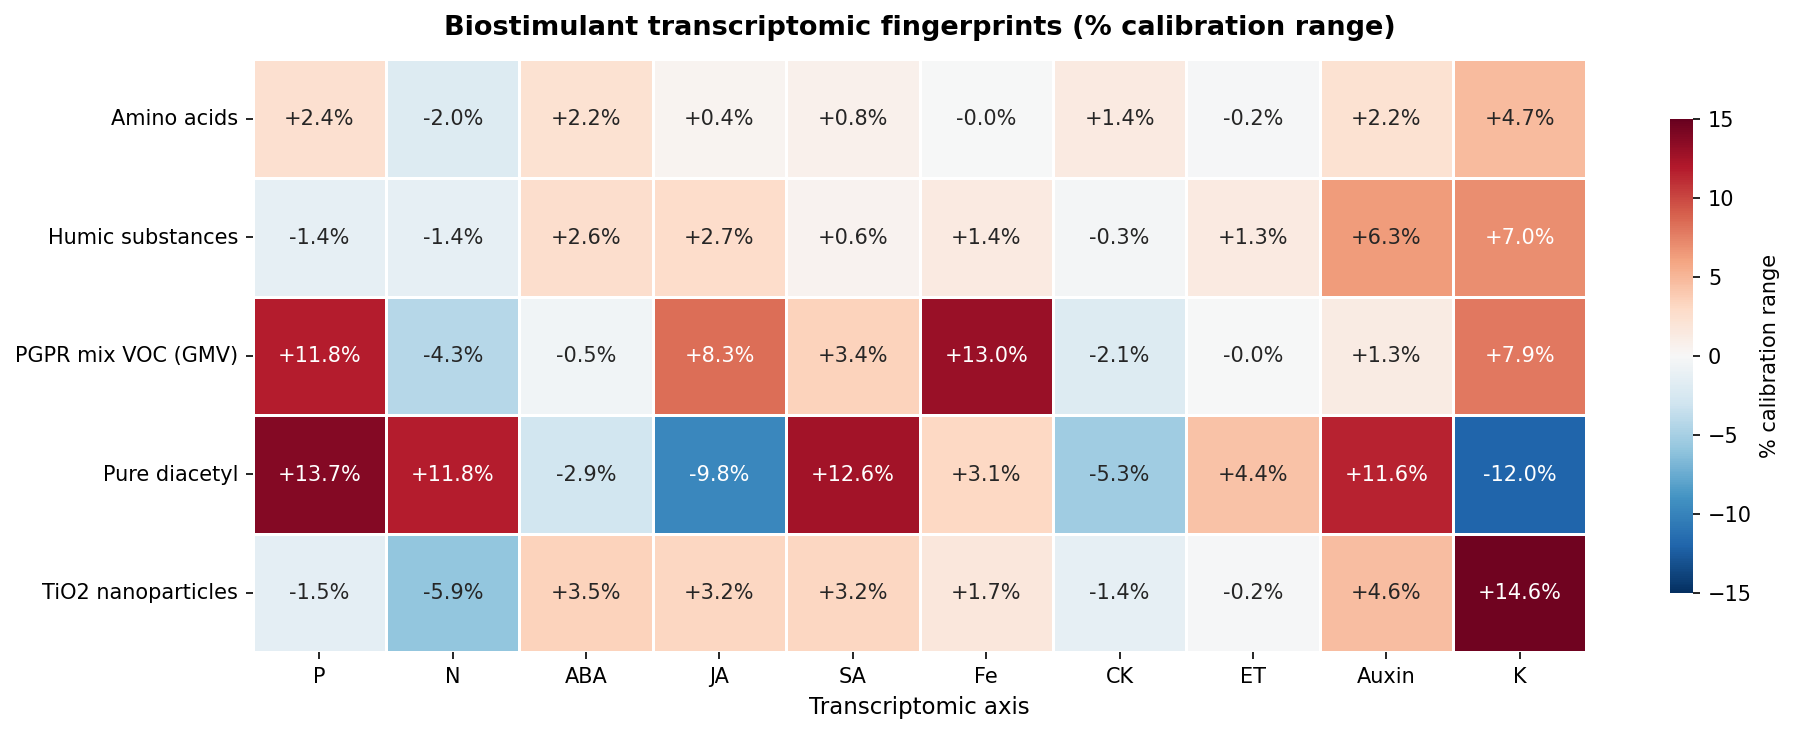 Biostimulant transcriptomic fingerprints (% calibration range)
Amino acids +2.4% -2.0% +2.2% +0.4% +0.8% -0.0% +1.4% -0.2% +2.2% +4.7%
Humic substances -1.4% -1.4% +2.6% +2.7% +0.6% +1.4% -0.3% +1.3% +6.3% +7.0%
PGPR mix VOC (GMV) +11.8% -4.3% -0.5% +8.3% +3.4% +13.0% -2.1% -0.0% +1.3% +7.9%
Pure diacetyl +13.7% +11.8% -2.9% -9.8% +12.6% +3.1% -5.3% +4.4% +11.6% -12.0%
TiO2 nanoparticles -1.5% -5.9% +3.5% +3.2% +3.2% +1.7% -1.4% -0.2% +4.6% +14.6%
P N ABA JA SA Fe CK ET Auxin K
Transcriptomic axis
15
10
5
0
−5
−10
−15
% calibration range